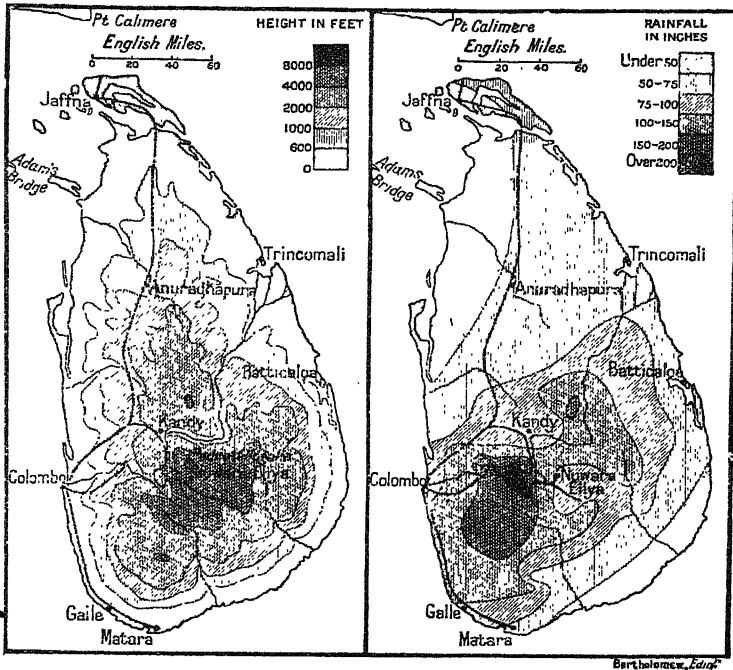 Pt Calimere
English Miles.
0 20 40 60
HEIGHT IN FEET
8000
4000
2000
1000
600
0
Jaffna
Adam's
Bridge
Trincomali
Anuradhapura
Batticaloa
Kandy
Colombo
Galle
Matara
Pt Calimere
English Miles.
0 20 40 60
RAINFALL
IN INCHES
Under 50
50-75
75-100
100-150
150-200
Over 200
Jaffna
Adams
Bridge
Trincomali
Anuradhapura
Batticaloa
Kandy
Colombo
Nuwara
Eliya
Galle
Matara
Bartholomew, Edinr